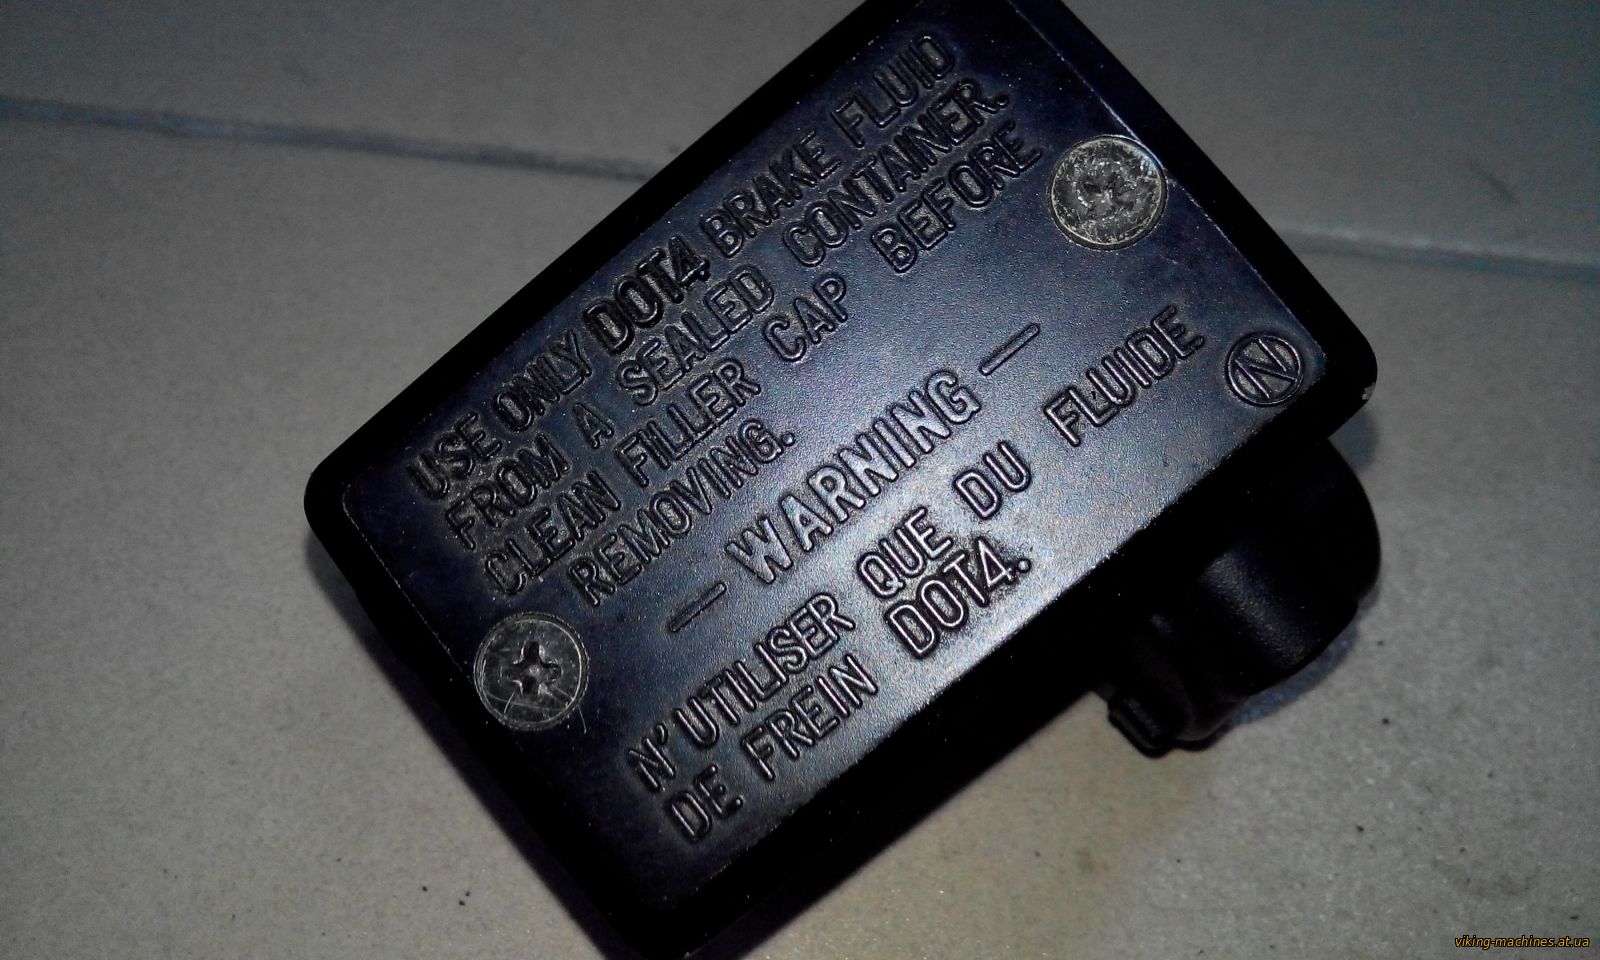 USE ONLY DOT4 BRAKE FLUID
FROM A SEALED CONTAINER.
CLEAN FILLER CAP BEFORE
REMOVING.
— WARNING —
N'UTILISER QUE DU FLUIDE
DE FREIN DOT4.
N
viking-machines.at.ua